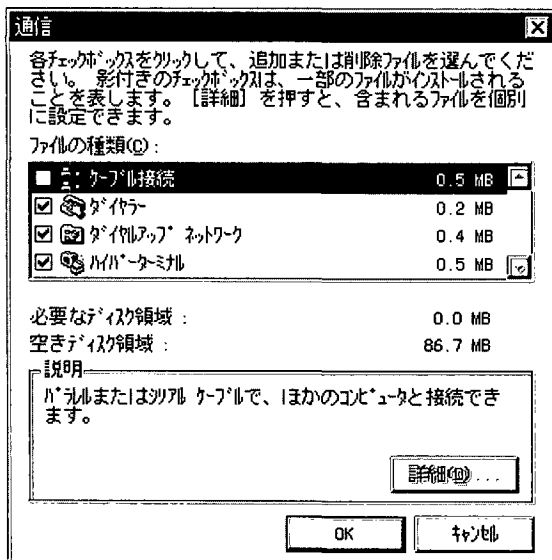 通信
各ﾁｪｯｸﾎﾞｯｸｽをｸﾘｯｸして、追加または削除ﾌｧｲﾙを選んでくだ
さい。 影付きのﾁｪｯｸﾎﾞｯｸｽは、一部のﾌｧｲﾙがｲﾝｽﾄｰﾙされる
ことを表します。 ［詳細］を押すと、含まれるﾌｧｲﾙを個別
に設定できます。
ﾌｧｲﾙの種類(C):
ｹｰﾌﾞﾙ接続 0.5 MB
ﾀﾞｲﾔﾗｰ 0.2 MB
ﾀﾞｲﾔﾙｱｯﾌﾟ ﾈｯﾄﾜｰｸ 0.4 MB
ﾊｲﾊﾟｰﾀｰﾐﾅﾙ 0.5 MB
必要なﾃﾞｨｽｸ領域 : 0.0 MB
空きﾃﾞｨｽｸ領域 : 86.7 MB
説明
ﾊﾟﾗﾚﾙまたはｼﾘｱﾙ ｹｰﾌﾞﾙで、ほかのｺﾝﾋﾟｭｰﾀと接続でき
ます。
詳細(D)...
OK ｷｬﾝｾﾙ